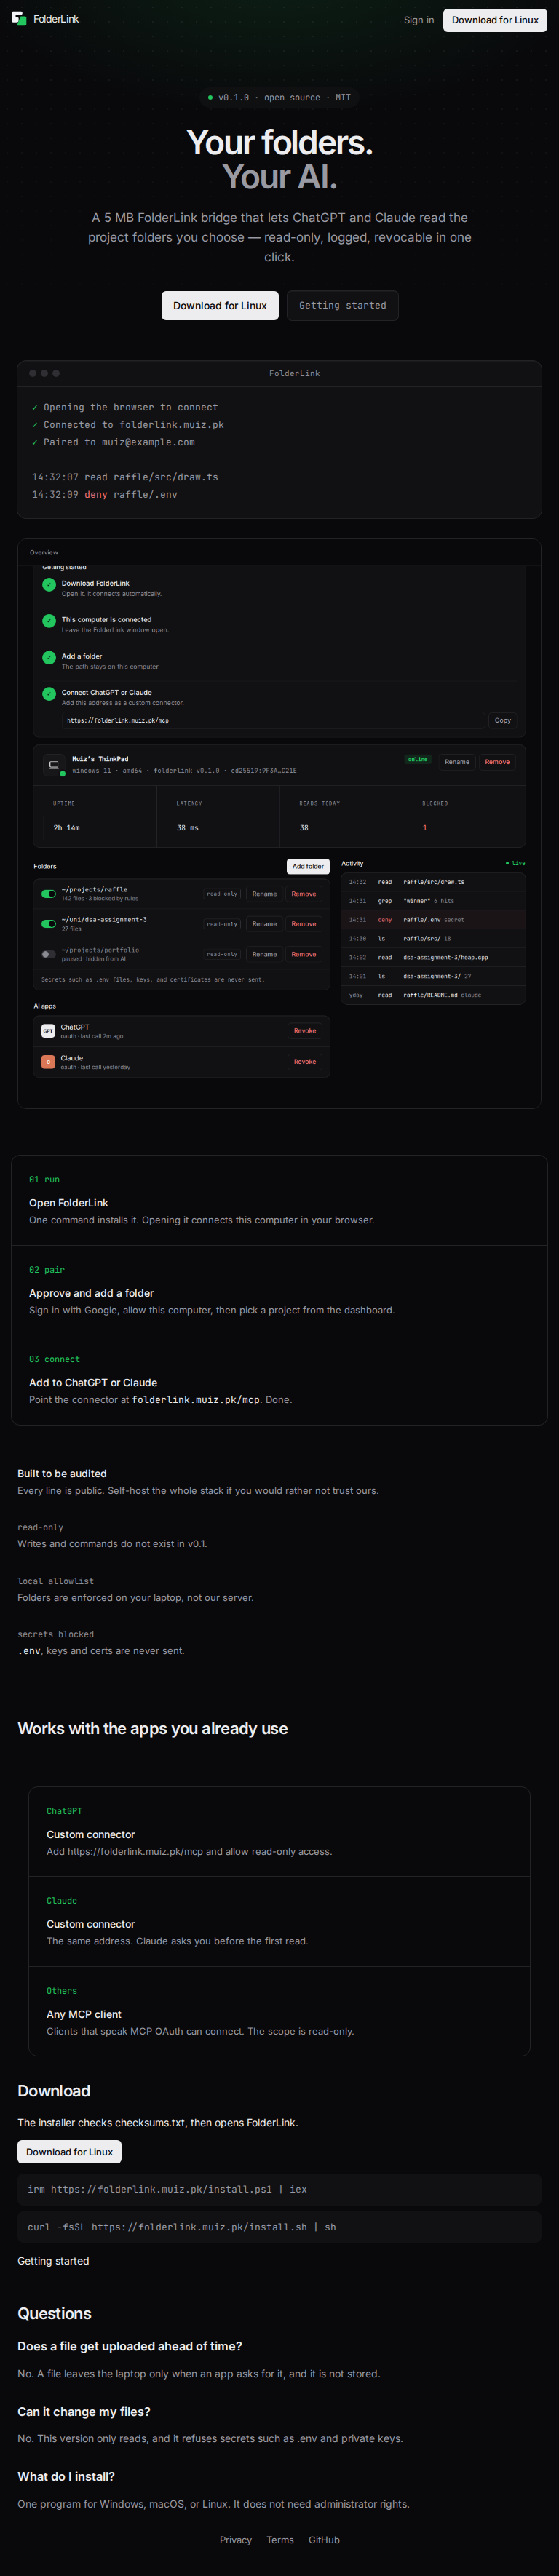 FolderLink
Sign in
Download for Linux
v0.1.0 · open source · MIT
Your folders.
Your AI.
A 5 MB FolderLink bridge that lets ChatGPT and Claude read the
project folders you choose — read-only, logged, revocable in one
click.
Download for Linux
Getting started
FolderLink
✓ Opening the browser to connect
✓ Connected to folderlink.muiz.pk
✓ Paired to muiz@example.com
14:32:07 read raffle/src/draw.ts
14:32:09 deny raffle/.env
Overview
Getting started
Download FolderLink
Open it. It connects automatically.
This computer is connected
Leave the FolderLink window open.
Add a folder
The path stays on this computer.
Connect ChatGPT or Claude
Add this address as a custom connector.
https://folderlink.muiz.pk/mcp
Copy
Muiz's ThinkPad
windows 11 · amd64 · folderlink v0.1.0 · ed25519:9F3A…C21E
online
Rename
Remove
UPTIME
2h 14m
LATENCY
38 ms
READS TODAY
38
BLOCKED
1
Folders
Add folder
~/projects/raffle
142 files · 3 blocked by rules
read-only
Rename
Remove
~/uni/dsa-assignment-3
27 files
read-only
Rename
Remove
~/projects/portfolio
paused · hidden from AI
read-only
Rename
Remove
Secrets such as .env files, keys, and certificates are never sent.
AI apps
GPT
ChatGPT
oauth · last call 2m ago
Revoke
C
Claude
oauth · last call yesterday
Revoke
Activity
live
14:32 read raffle/src/draw.ts
14:31 grep "winner" 6 hits
14:31 deny raffle/.env secret
14:30 ls raffle/src/ 18
14:02 read dsa-assignment-3/heap.cpp
14:01 ls dsa-assignment-3/ 27
yday read raffle/README.md claude
01 run
Open FolderLink
One command installs it. Opening it connects this computer in your browser.
02 pair
Approve and add a folder
Sign in with Google, allow this computer, then pick a project from the dashboard.
03 connect
Add to ChatGPT or Claude
Point the connector at folderlink.muiz.pk/mcp. Done.
Built to be audited
Every line is public. Self-host the whole stack if you would rather not trust ours.
read-only
Writes and commands do not exist in v0.1.
local allowlist
Folders are enforced on your laptop, not our server.
secrets blocked
.env, keys and certs are never sent.
Works with the apps you already use
ChatGPT
Custom connector
Add https://folderlink.muiz.pk/mcp and allow read-only access.
Claude
Custom connector
The same address. Claude asks you before the first read.
Others
Any MCP client
Clients that speak MCP OAuth can connect. The scope is read-only.
Download
The installer checks checksums.txt, then opens FolderLink.
Download for Linux
irm https://folderlink.muiz.pk/install.ps1 | iex
curl -fsSL https://folderlink.muiz.pk/install.sh | sh
Getting started
Questions
Does a file get uploaded ahead of time?
No. A file leaves the laptop only when an app asks for it, and it is not stored.
Can it change my files?
No. This version only reads, and it refuses secrets such as .env and private keys.
What do I install?
One program for Windows, macOS, or Linux. It does not need administrator rights.
Privacy
Terms
GitHub